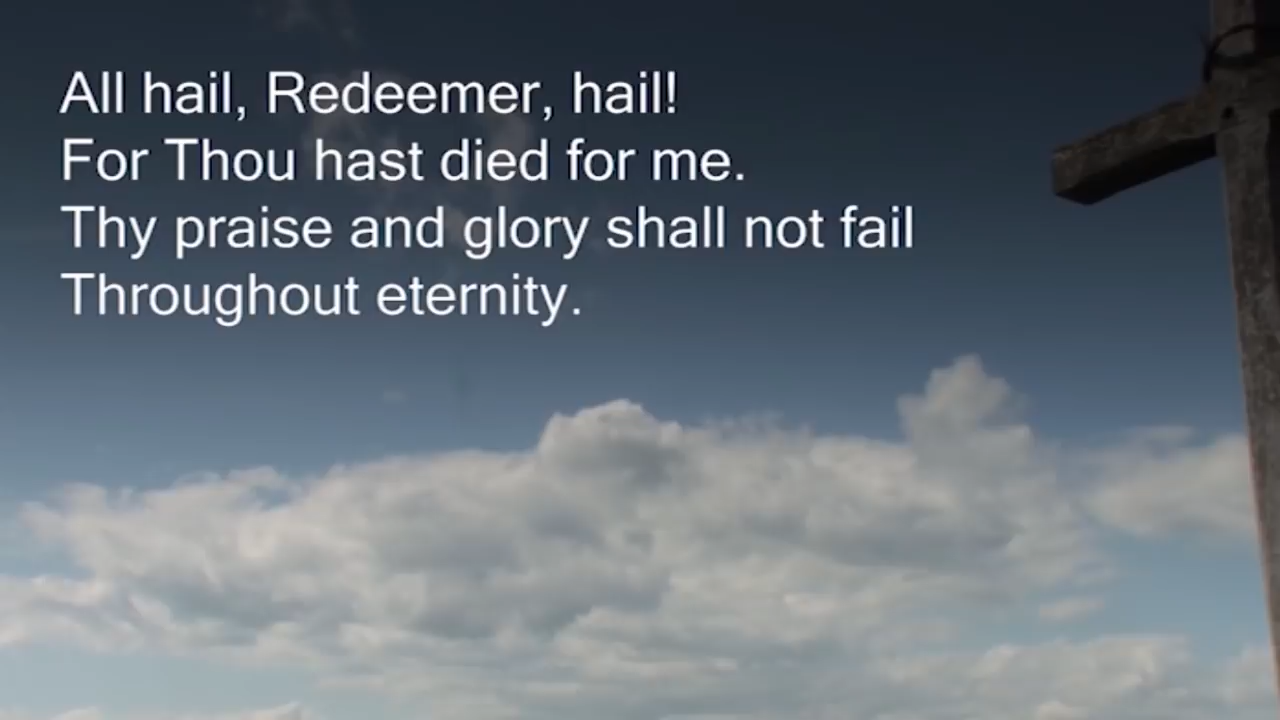 All hail, Redeemer, hail!
For Thou hast died for me.
Thy praise and glory shall not fail
Throughout eternity.